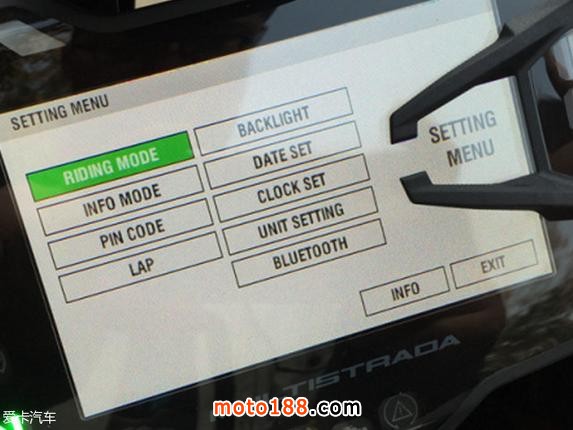 SETTING MENU
RIDING MODE
INFO MODE
PIN CODE
LAP
BACKLIGHT
DATE SET
CLOCK SET
UNIT SETTING
BLUETOOTH
SETTING
MENU
INFO
EXIT
MULTISTRADA
爱卡汽车
moto188.com